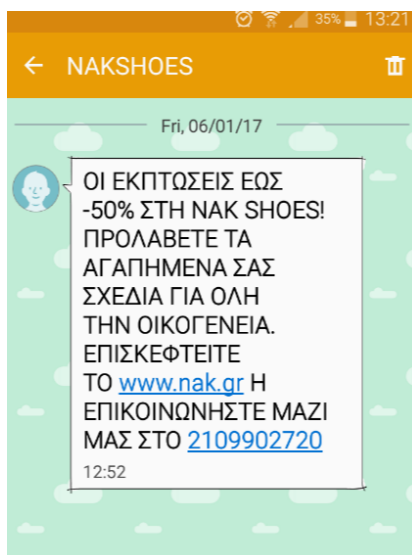 35% 13:21
NAKSHOES
Fri, 06/01/17
ΟΙ ΕΚΠΤΩΣΕΙΣ ΕΩΣ
-50% ΣΤΗ NAK SHOES!
ΠΡΟΛΑΒΕΤΕ ΤΑ
ΑΓΑΠΗΜΕΝΑ ΣΑΣ
ΣΧΕΔΙΑ ΓΙΑ ΟΛΗ
ΤΗΝ ΟΙΚΟΓΕΝΕΙΑ.
ΕΠΙΣΚΕΦΤΕΙΤΕ
ΤΟ www.nak.gr Η
ΕΠΙΚΟΙΝΩΝΗΣΤΕ ΜΑΖΙ
ΜΑΣ ΣΤΟ 2109902720
12:52